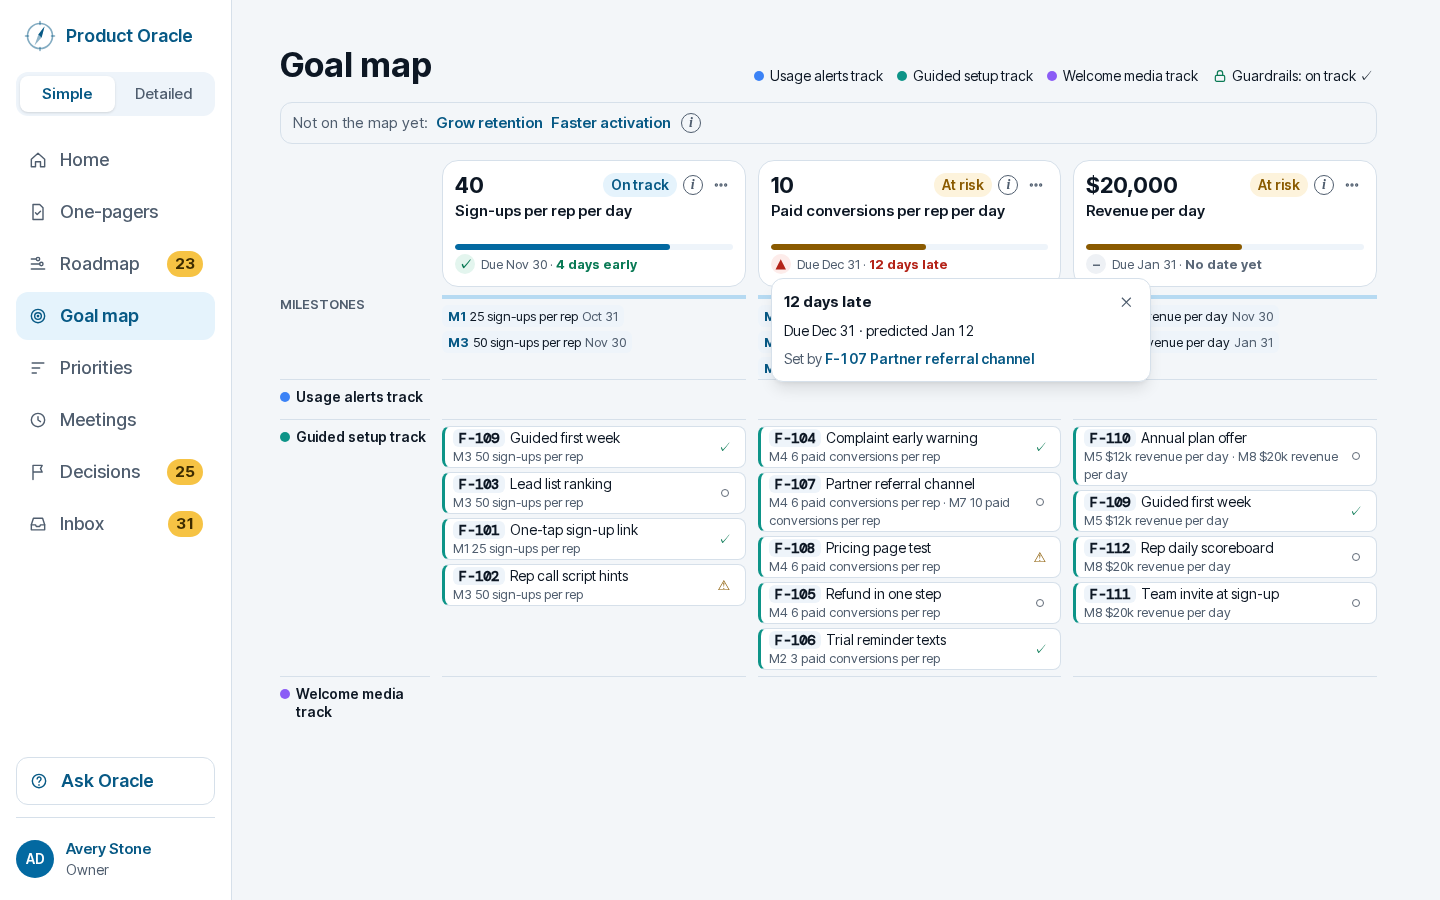 Product Oracle
Simple Detailed
Home
One-pagers
Roadmap 23
Goal map
Priorities
Meetings
Decisions 25
Inbox 31
Ask Oracle
AD
Avery Stone
Owner
Goal map
Usage alerts track Guided setup track Welcome media track Guardrails: on track ✓
Not on the map yet: Grow retention Faster activation i
40 On track i •••
Sign-ups per rep per day
✓ Due Nov 30 · 4 days early
10 At risk i •••
Paid conversions per rep per day
▲ Due Dec 31 · 12 days late
$20,000 At risk i •••
Revenue per day
– Due Jan 31 · No date yet
12 days late
Due Dec 31 · predicted Jan 12
Set by F-107 Partner referral channel
MILESTONES
M1 25 sign-ups per rep Oct 31
M3 50 sign-ups per rep Nov 30
per day Nov 30
per day Jan 31
Usage alerts track
Guided setup track
F-109 Guided first week
M3 50 sign-ups per rep
✓
F-103 Lead list ranking
M3 50 sign-ups per rep
F-101 One-tap sign-up link
M1 25 sign-ups per rep
✓
F-102 Rep call script hints
M3 50 sign-ups per rep
⚠
F-104 Complaint early warning
M4 6 paid conversions per rep
✓
F-107 Partner referral channel
M4 6 paid conversions per rep · M7 10 paid
conversions per rep
F-108 Pricing page test
M4 6 paid conversions per rep
⚠
F-105 Refund in one step
M4 6 paid conversions per rep
F-106 Trial reminder texts
M2 3 paid conversions per rep
✓
F-110 Annual plan offer
M5 $12k revenue per day · M8 $20k revenue
per day
F-109 Guided first week
M5 $12k revenue per day
✓
F-112 Rep daily scoreboard
M8 $20k revenue per day
F-111 Team invite at sign-up
M8 $20k revenue per day
Welcome media
track